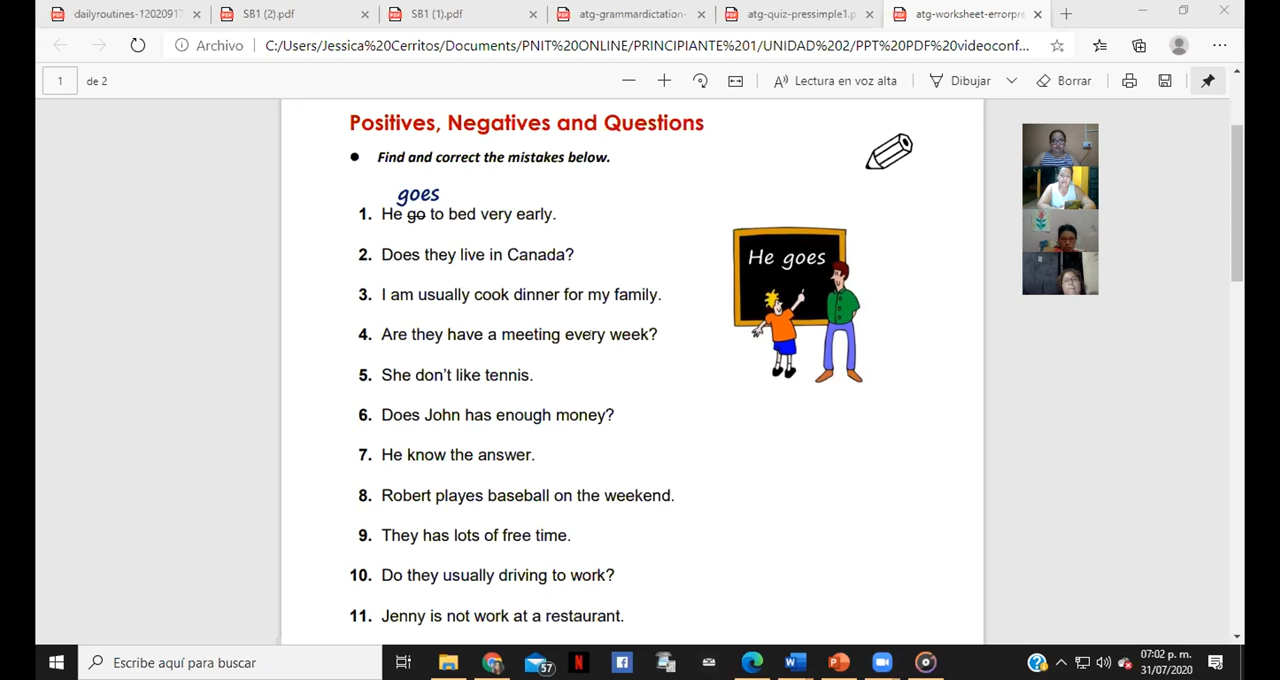 dailyroutines-12020917
SB1 (2).pdf
SB1 (1).pdf
atg-grammardictation-
atg-quiz-pressimple1.p
atg-worksheet-errorpre
Archivo
C:/Users/Jessica%20Cerritos/Documents/PNIT%20ONLINE/PRINCIPIANTE%201/UNIDAD%202/PPT%20PDF%20videoconf...
1 de 2
Lectura en voz alta
Dibujar
Borrar
Positives, Negatives and Questions
● Find and correct the mistakes below.
goes
1. He go to bed very early.
2. Does they live in Canada?
He goes
3. I am usually cook dinner for my family.
4. Are they have a meeting every week?
5. She don't like tennis.
6. Does John has enough money?
7. He know the answer.
8. Robert playes baseball on the weekend.
9. They has lots of free time.
10. Do they usually driving to work?
11. Jenny is not work at a restaurant.
Escribe aquí para buscar
57
07:02 p. m.
31/07/2020